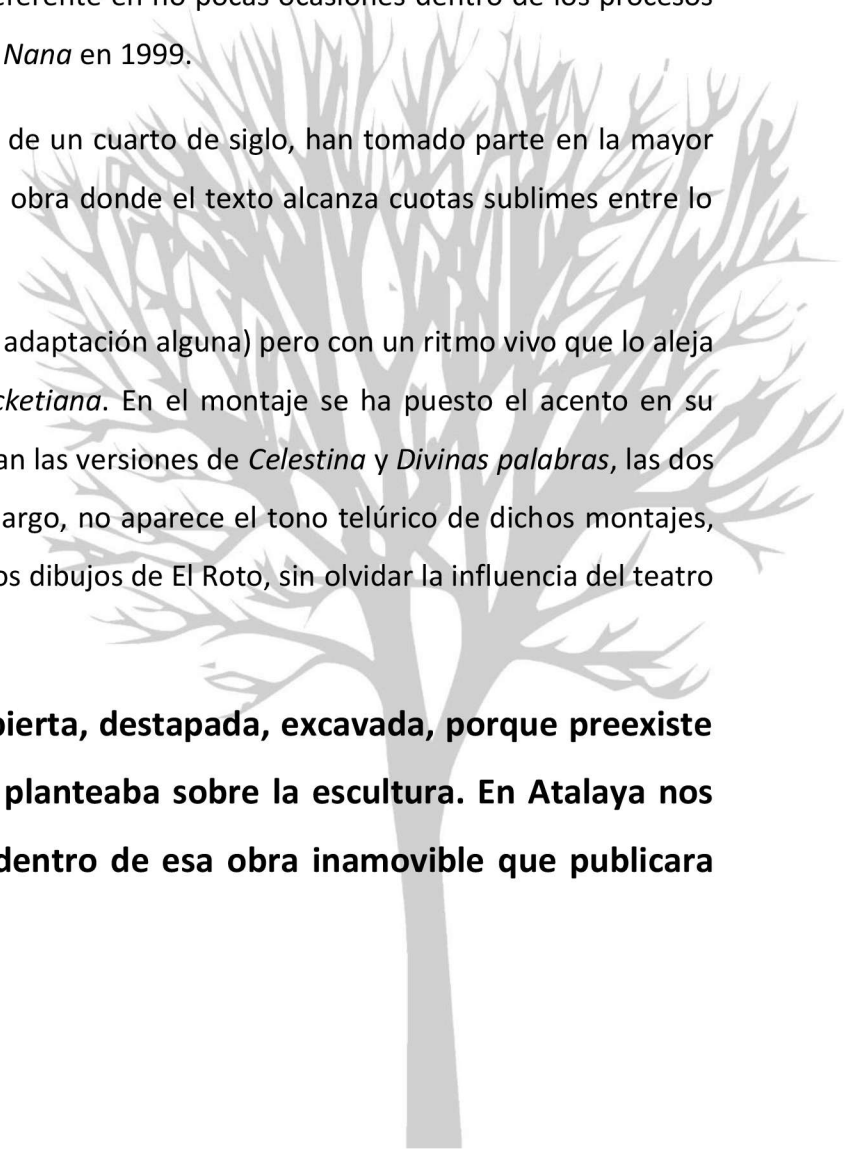 eferente en no pocas ocasiones dentro de los procesos
Nana en 1999.
de un cuarto de siglo, han tomado parte en la mayor
obra donde el texto alcanza cuotas sublimes entre lo
adaptación alguna) pero con un ritmo vivo que lo aleja
cketiana. En el montaje se ha puesto el acento en su
an las versiones de Celestina y Divinas palabras, las dos
argo, no aparece el tono telúrico de dichos montajes,
os dibujos de El Roto, sin olvidar la influencia del teatro
bierta, destapada, excavada, porque preexiste
planteaba sobre la escultura. En Atalaya nos
dentro de esa obra inamovible que publicara